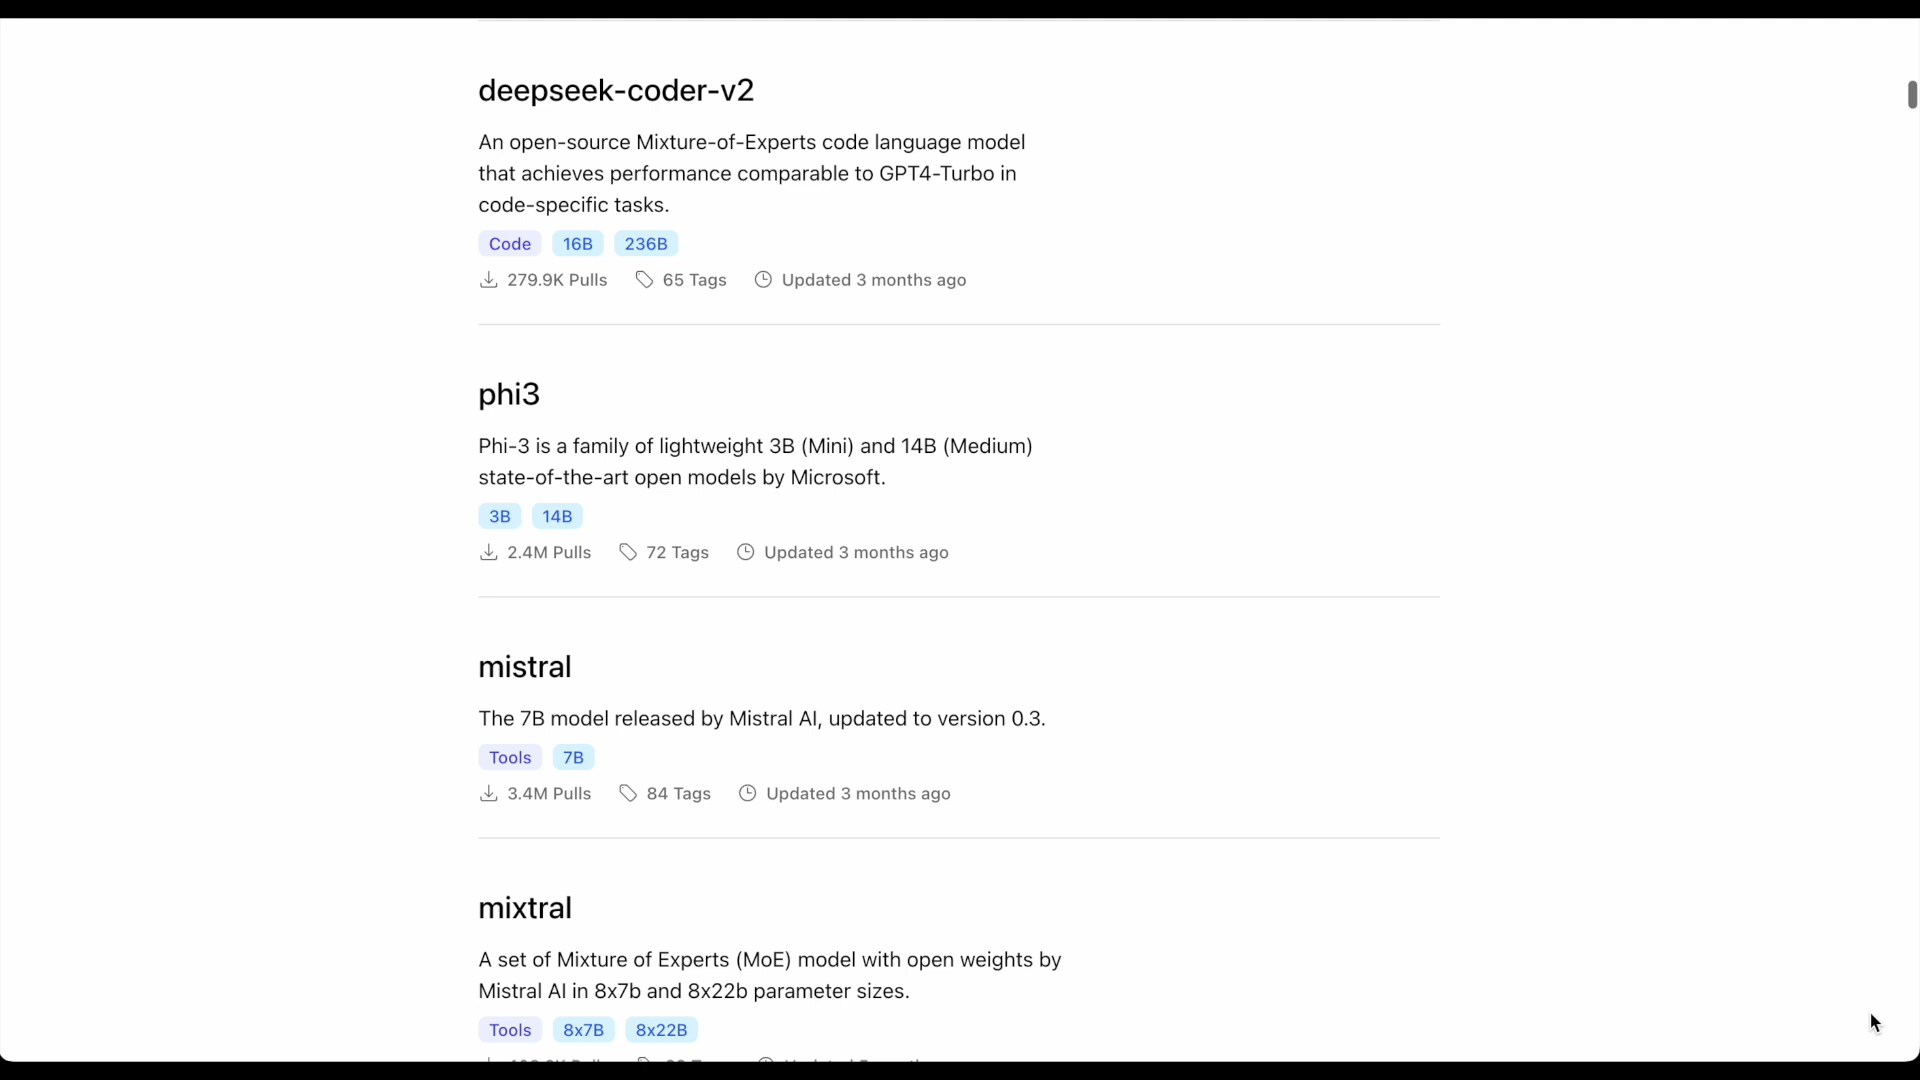 deepseek-coder-v2
An open-source Mixture-of-Experts code language model
that achieves performance comparable to GPT4-Turbo in
code-specific tasks.
Code 16B 236B
279.9K Pulls 65 Tags Updated 3 months ago
phi3
Phi-3 is a family of lightweight 3B (Mini) and 14B (Medium)
state-of-the-art open models by Microsoft.
3B 14B
2.4M Pulls 72 Tags Updated 3 months ago
mistral
The 7B model released by Mistral AI, updated to version 0.3.
Tools 7B
3.4M Pulls 84 Tags Updated 3 months ago
mixtral
A set of Mixture of Experts (MoE) model with open weights by
Mistral AI in 8x7b and 8x22b parameter sizes.
Tools 8x7B 8x22B